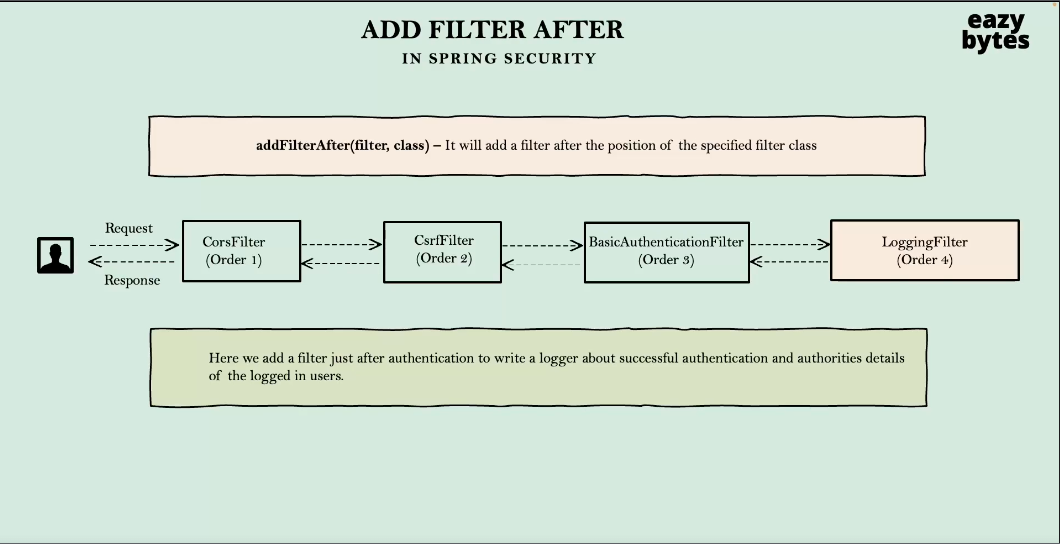 ADD FILTER AFTER
IN SPRING SECURITY
eazy
bytes
addFilterAfter(filter, class) – It will add a filter after the position of the specified filter class
Request
Response
CorsFilter
(Order 1)
CsrfFilter
(Order 2)
BasicAuthenticationFilter
(Order 3)
LoggingFilter
(Order 4)
Here we add a filter just after authentication to write a logger about successful authentication and authorities details
of the logged in users.